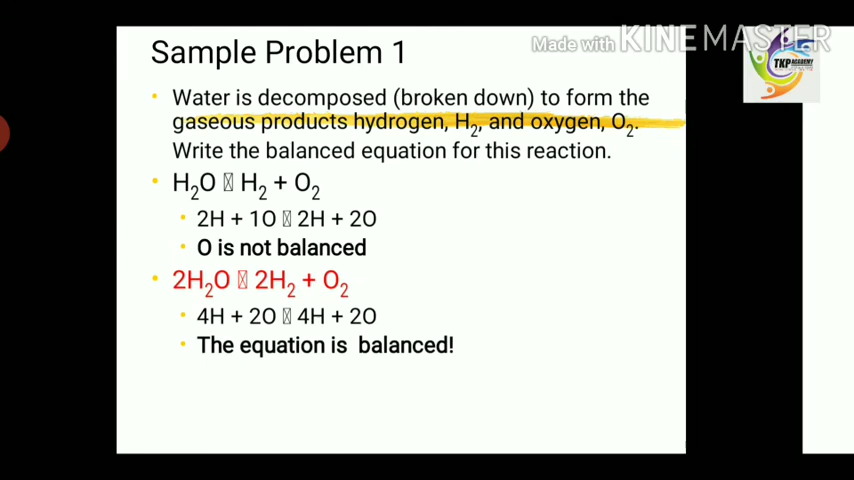 Sample Problem 1
Made with KINEMASTER
TKP ACADEMY
• Water is decomposed (broken down) to form the
gaseous products hydrogen, H₂, and oxygen, O₂.
Write the balanced equation for this reaction.
• H₂O  H₂ + O₂
• 2H + 1O  2H + 2O
• O is not balanced
• 2H₂O  2H₂ + O₂
• 4H + 2O  4H + 2O
• The equation is balanced!